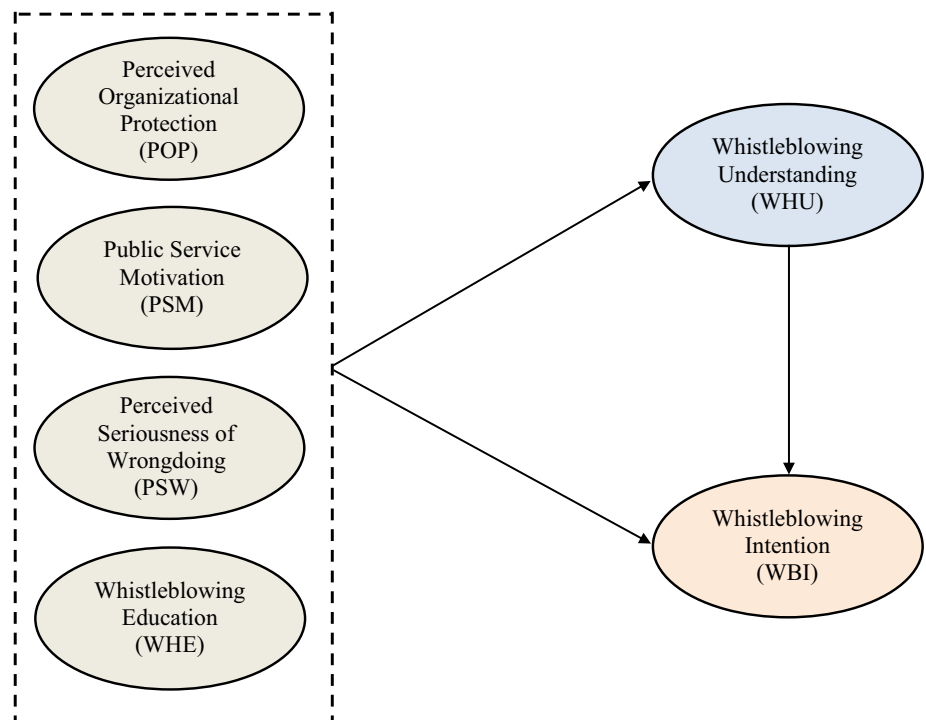 Perceived
Organizational
Protection
(POP)
Public Service
Motivation
(PSM)
Perceived
Seriousness of
Wrongdoing
(PSW)
Whistleblowing
Education
(WHE)
Whistleblowing
Understanding
(WHU)
Whistleblowing
Intention
(WBI)